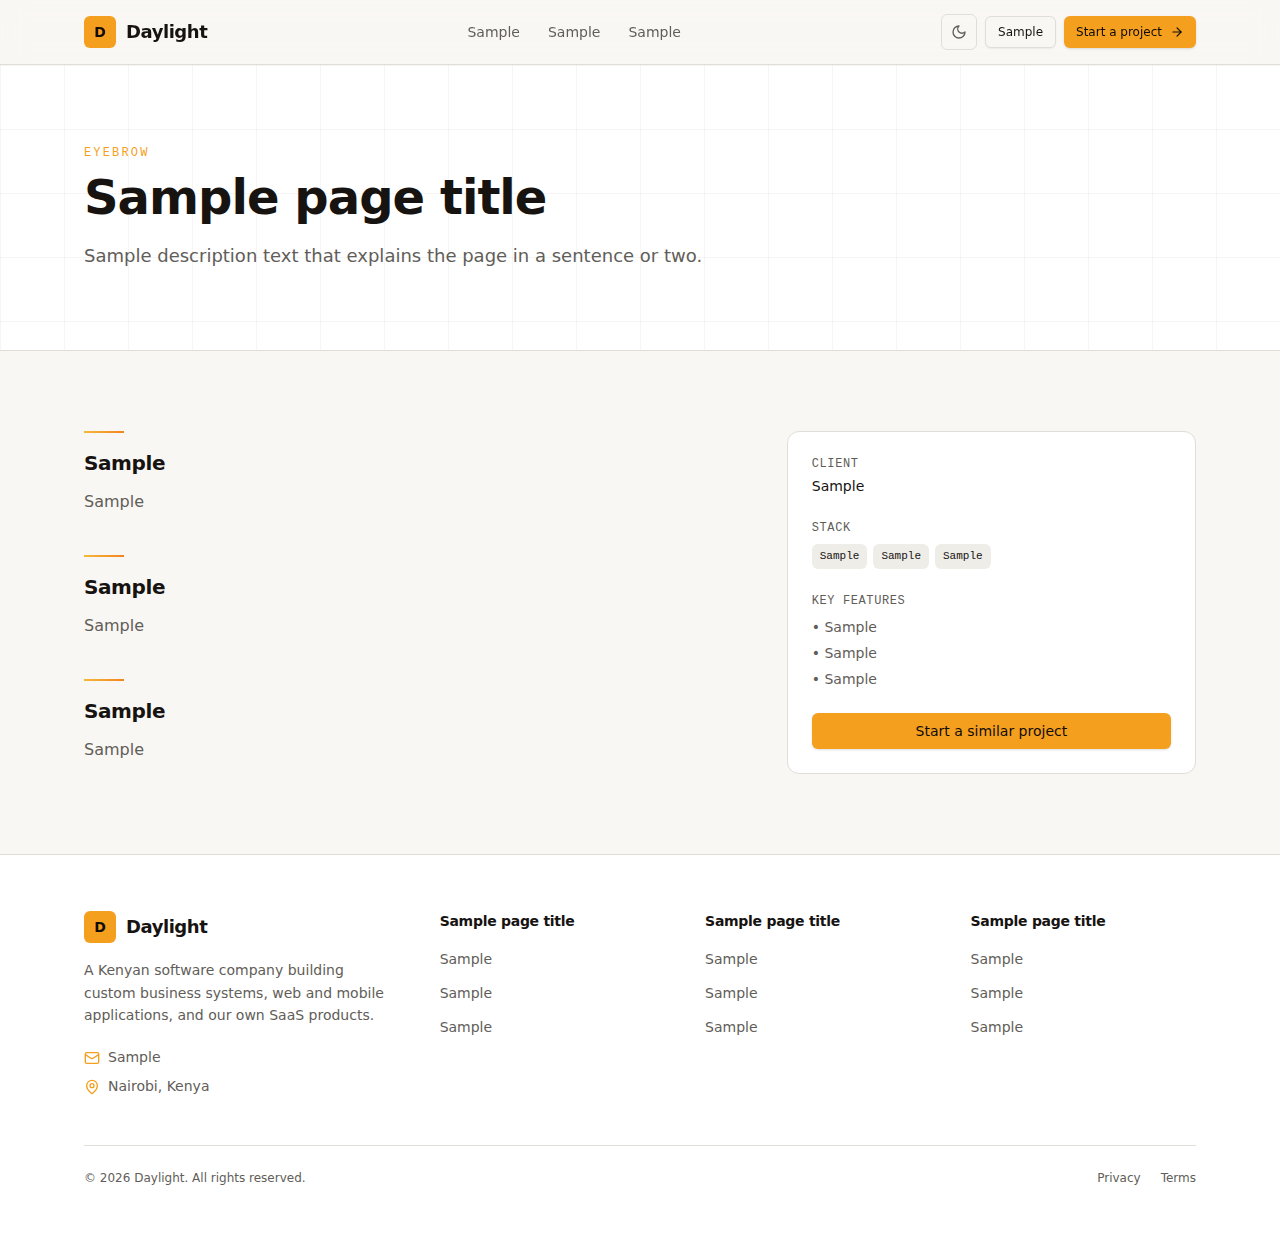 D Daylight
Sample Sample Sample
Sample
Start a project
EYEBROW
Sample page title
Sample description text that explains the page in a sentence or two.
Sample
Sample
Sample
Sample
Sample
Sample
CLIENT
Sample
STACK
Sample Sample Sample
KEY FEATURES
• Sample
• Sample
• Sample
Start a similar project
D Daylight
A Kenyan software company building
custom business systems, web and mobile
applications, and our own SaaS products.
Sample
Nairobi, Kenya
Sample page title
Sample
Sample
Sample
Sample page title
Sample
Sample
Sample
Sample page title
Sample
Sample
Sample
© 2026 Daylight. All rights reserved.
Privacy Terms